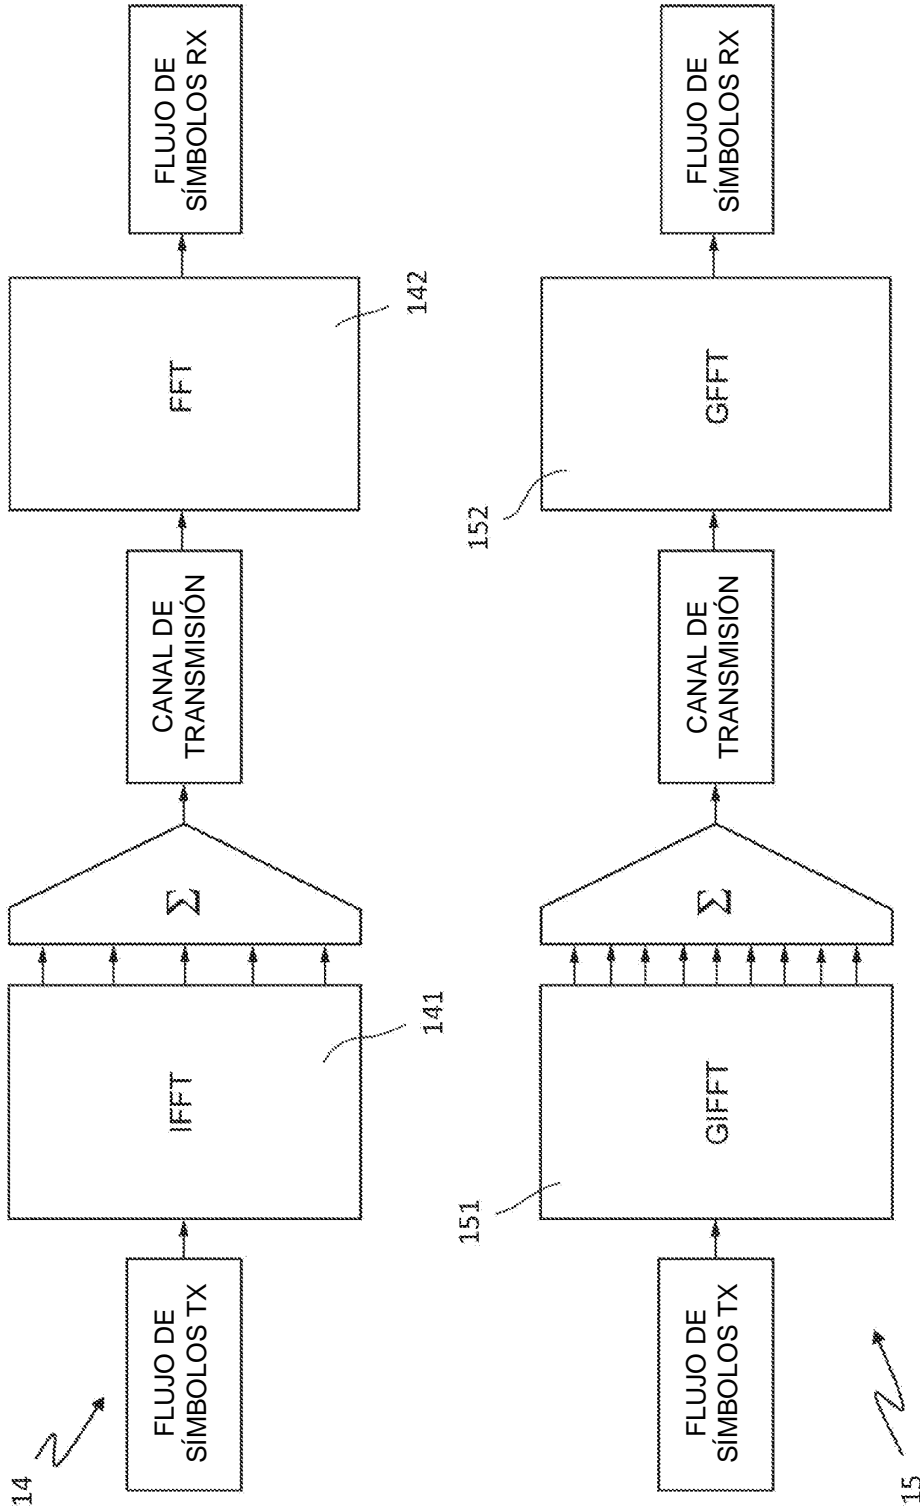 14
FLUJO DE
SÍMBOLOS TX
IFFT
141
Σ
CANAL DE
TRANSMISIÓN
FFT
142
FLUJO DE
SÍMBOLOS RX
15
FLUJO DE
SÍMBOLOS TX
151
GIFFT
Σ
CANAL DE
TRANSMISIÓN
152
GFFT
FLUJO DE
SÍMBOLOS RX